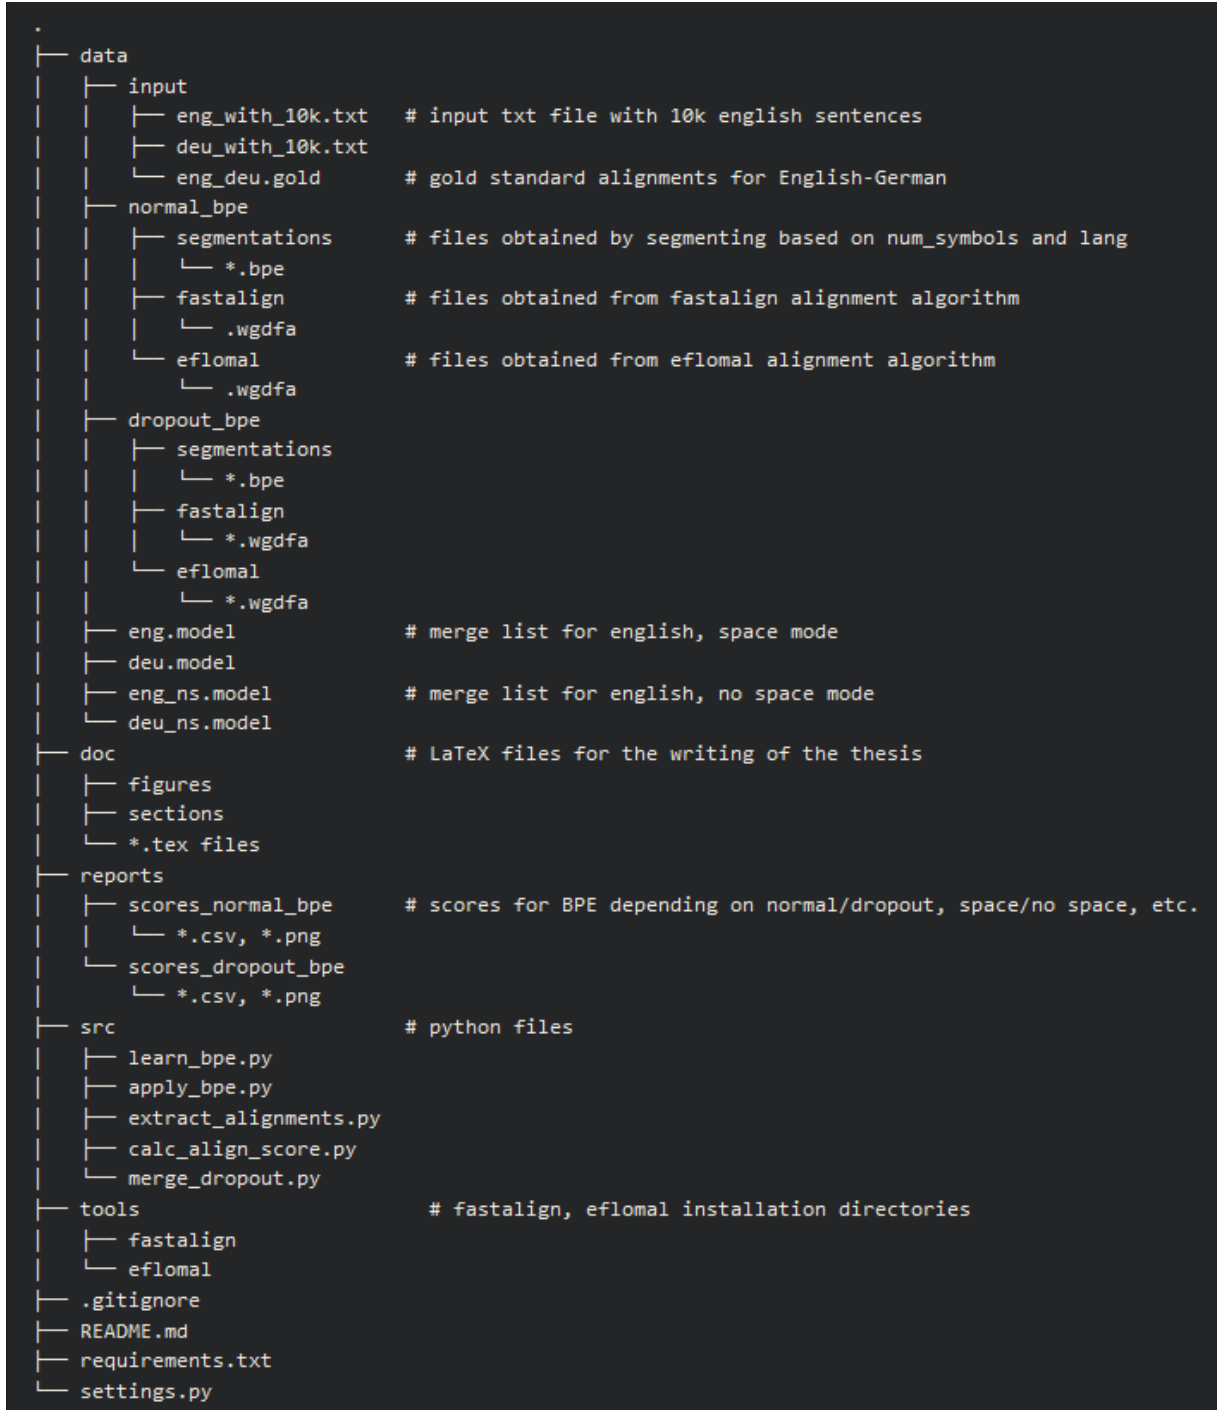 .
├── data
│   ├── input
│   │   ├── eng_with_10k.txt   # input txt file with 10k english sentences
│   │   ├── deu_with_10k.txt
│   │   └── eng_deu.gold       # gold standard alignments for English-German
│   ├── normal_bpe
│   │   ├── segmentations      # files obtained by segmenting based on num_symbols and lang
│   │   │   └── *.bpe
│   │   ├── fastalign          # files obtained from fastalign alignment algorithm
│   │   │   └── .wgdfa
│   │   └── eflomal            # files obtained from eflomal alignment algorithm
│   │       └── .wgdfa
│   ├── dropout_bpe
│   │   ├── segmentations
│   │   │   └── *.bpe
│   │   ├── fastalign
│   │   │   └── *.wgdfa
│   │   └── eflomal
│   │       └── *.wgdfa
│   ├── eng.model              # merge list for english, space mode
│   ├── deu.model
│   ├── eng_ns.model           # merge list for english, no space mode
│   └── deu_ns.model
├── doc                        # LaTeX files for the writing of the thesis
│   ├── figures
│   ├── sections
│   └── *.tex files
├── reports
│   ├── scores_normal_bpe      # scores for BPE depending on normal/dropout, space/no space, etc.
│   │   └── *.csv, *.png
│   └── scores_dropout_bpe
│       └── *.csv, *.png
├── src                        # python files
│   ├── learn_bpe.py
│   ├── apply_bpe.py
│   ├── extract_alignments.py
│   ├── calc_align_score.py
│   └── merge_dropout.py
├── tools                        # fastalign, eflomal installation directories
│   ├── fastalign
│   └── eflomal
├── .gitignore
├── README.md
├── requirements.txt
└── settings.py